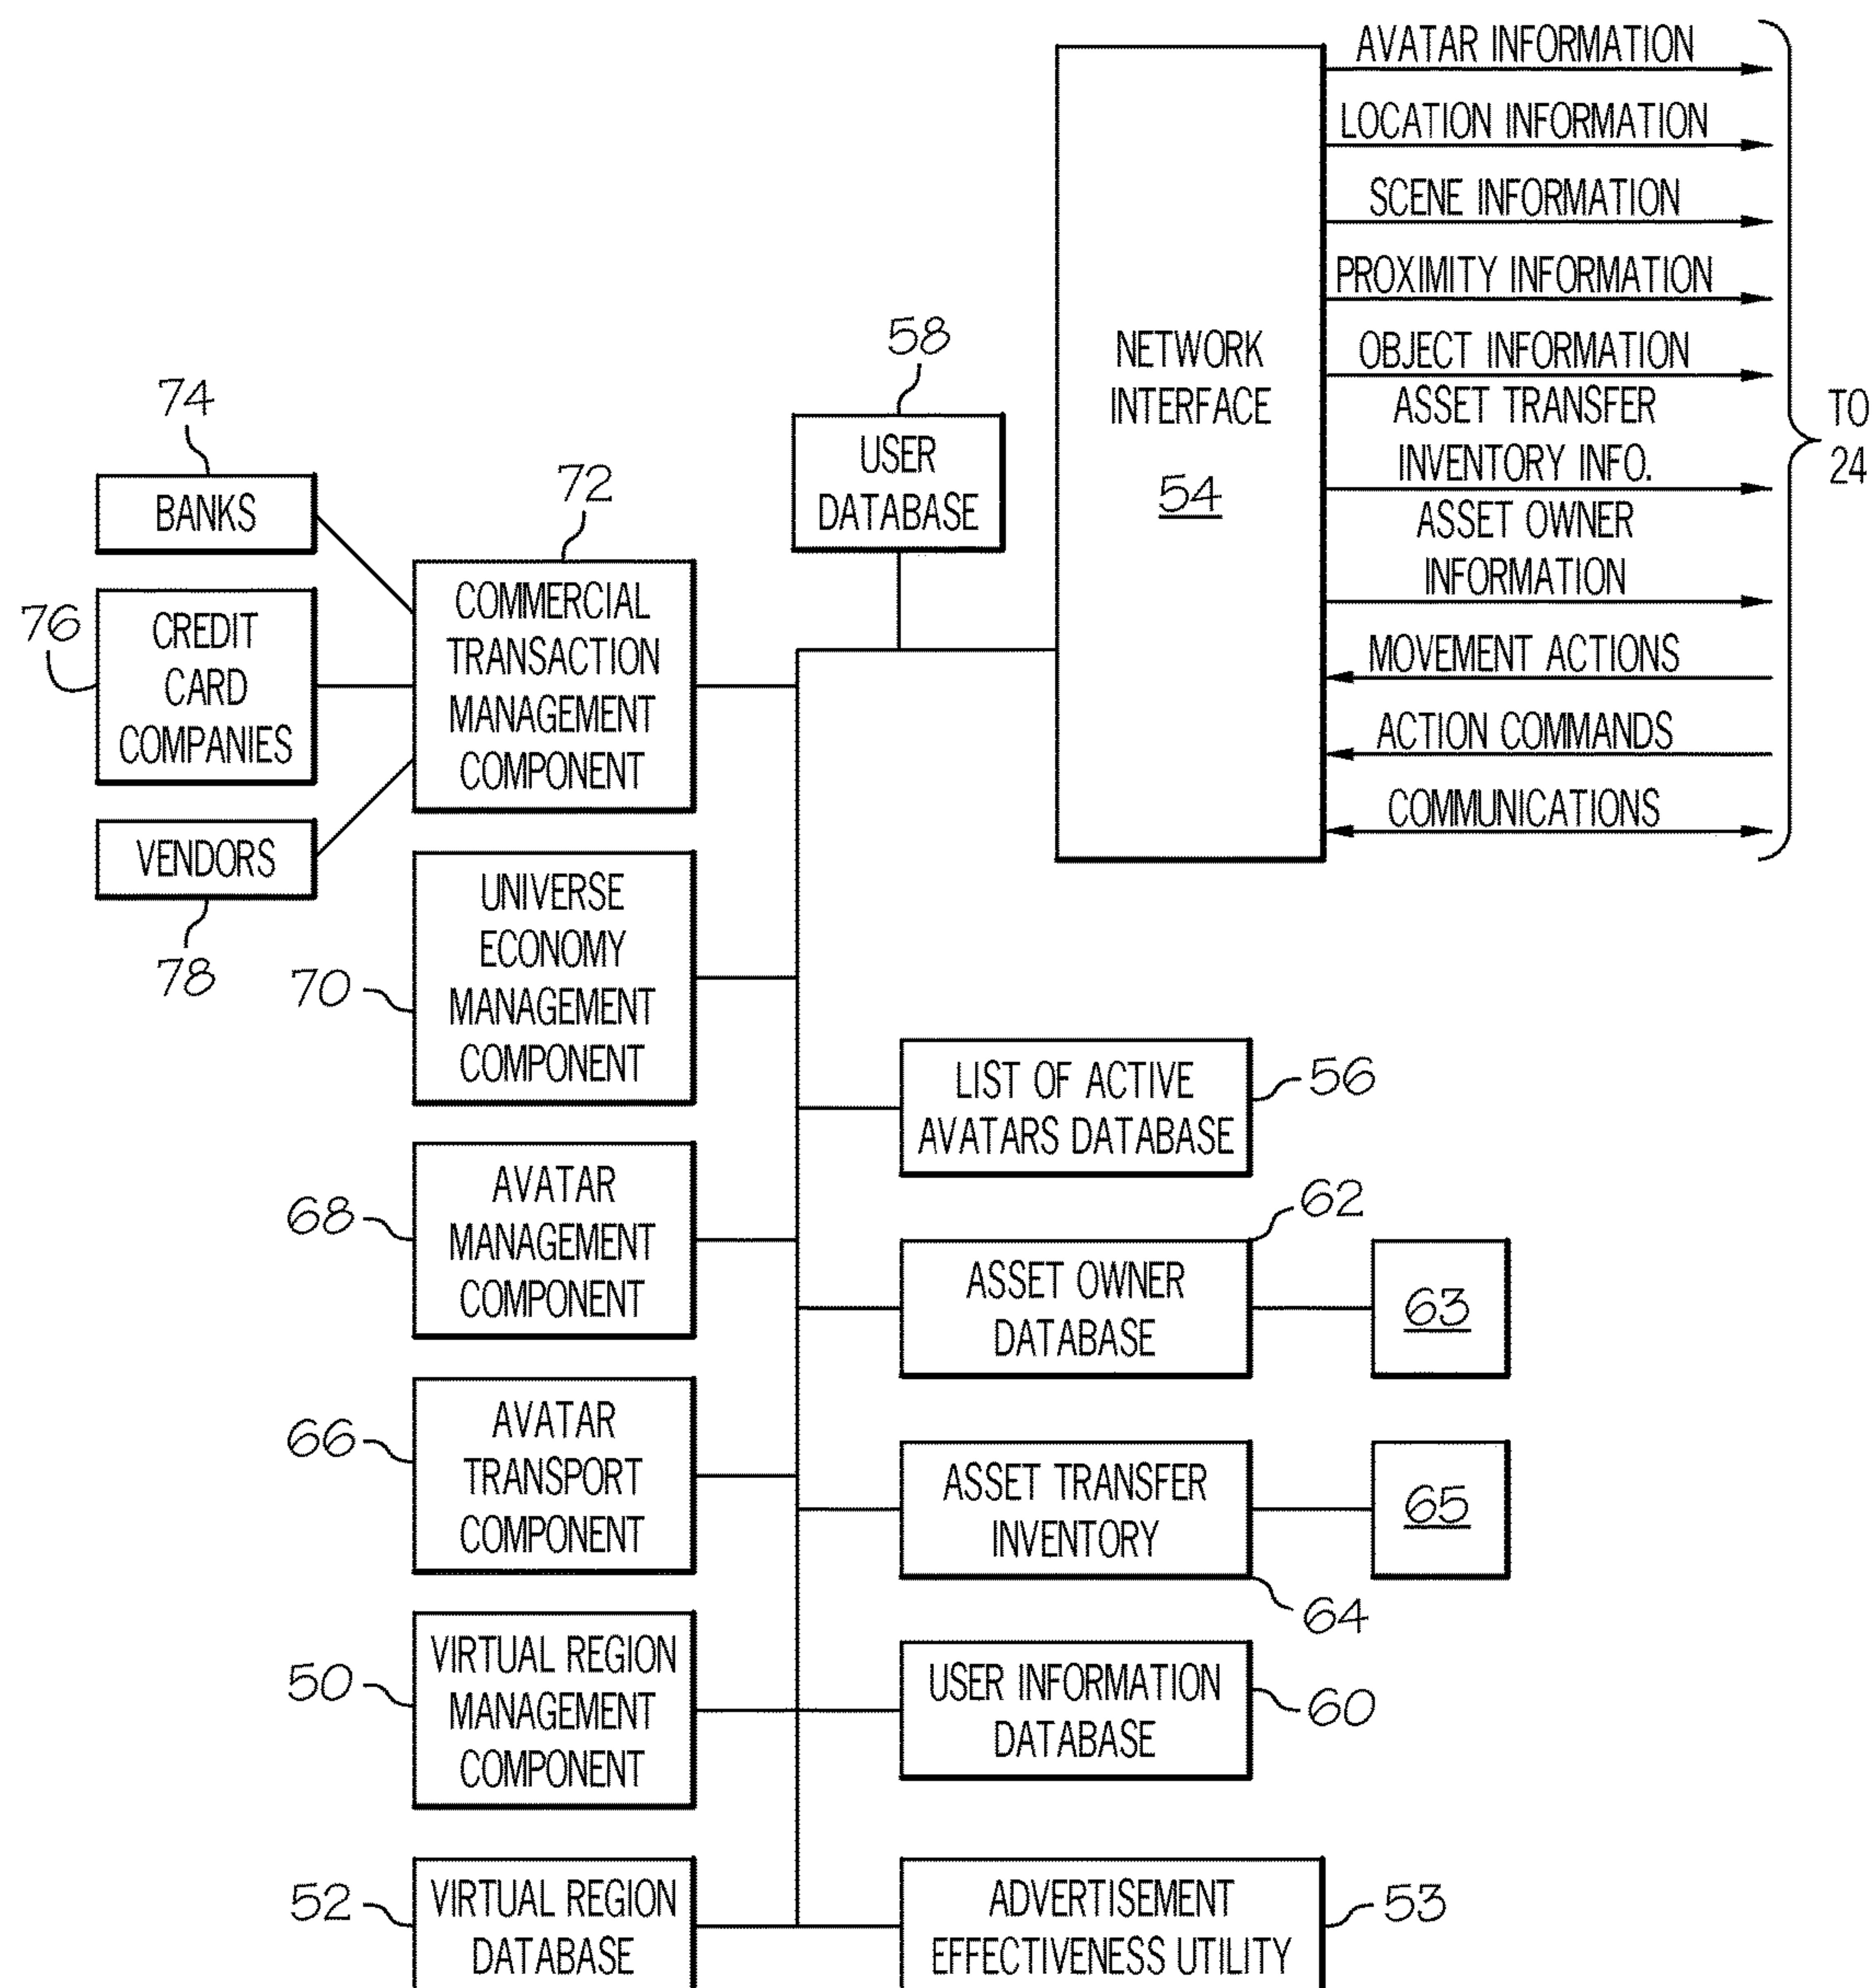 AVATAR INFORMATION
LOCATION INFORMATION
SCENE INFORMATION
PROXIMITY INFORMATION
OBJECT INFORMATION
ASSET TRANSFER
INVENTORY INFO.
ASSET OWNER
INFORMATION
MOVEMENT ACTIONS
ACTION COMMANDS
COMMUNICATIONS
TO
24
NETWORK
INTERFACE
54
58
USER
DATABASE
74
BANKS
76
CREDIT
CARD
COMPANIES
VENDORS
78
72
COMMERCIAL
TRANSACTION
MANAGEMENT
COMPONENT
70
UNIVERSE
ECONOMY
MANAGEMENT
COMPONENT
68
AVATAR
MANAGEMENT
COMPONENT
66
AVATAR
TRANSPORT
COMPONENT
50
VIRTUAL REGION
MANAGEMENT
COMPONENT
52
VIRTUAL REGION
DATABASE
LIST OF ACTIVE
AVATARS DATABASE
56
62
ASSET OWNER
DATABASE
63
ASSET TRANSFER
INVENTORY
65
64
USER INFORMATION
DATABASE
60
ADVERTISEMENT
EFFECTIVENESS UTILITY
53